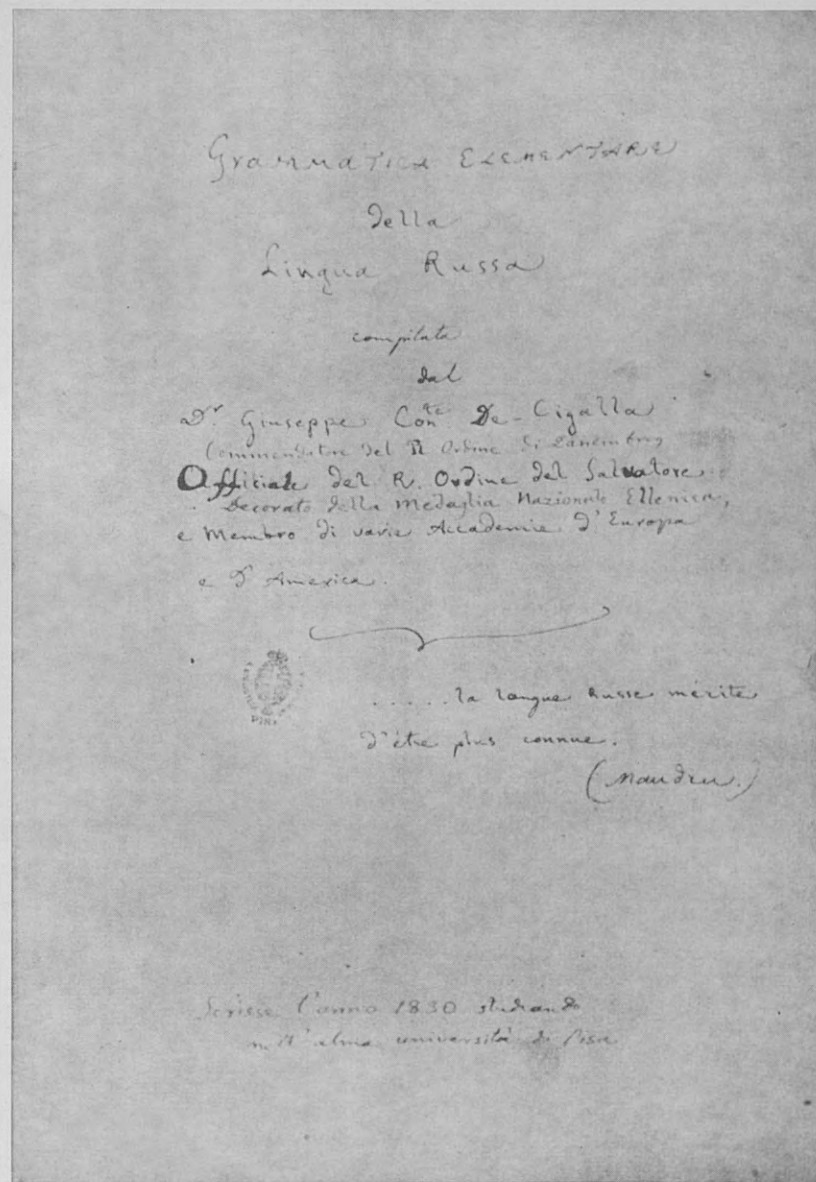 Grammatica Elementare
della
Lingua Russa
compilata
dal
Dr. Giuseppe Conte De-Cigalla
Commendatore del R Ordine di
Officiale del R. Ordine del Salvatore
Decorato della Medaglia Nazionale Ellenica,
e Membro di varie Accademie d'Europa
e d'America.
.....la langue Russe mérite
d'être plus connue.
(Maudru.)
Scrisse l'anno 1830 studiando
nell'alma università di Pisa